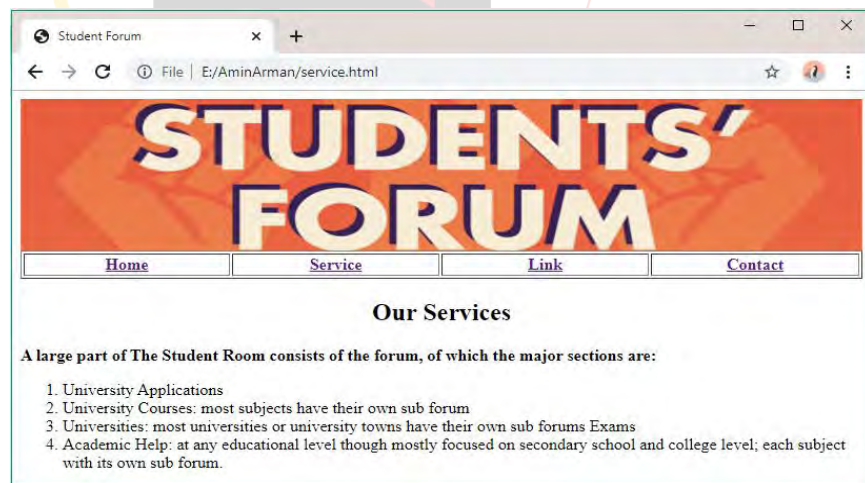 Student Forum
File | E:/AminArman/service.html
STUDENTS'
FORUM
Home Service Link Contact
Our Services
A large part of The Student Room consists of the forum, of which the major sections are:
1. University Applications
2. University Courses: most subjects have their own sub forum
3. Universities: most universities or university towns have their own sub forums Exams
4. Academic Help: at any educational level though mostly focused on secondary school and college level; each subject
with its own sub forum.